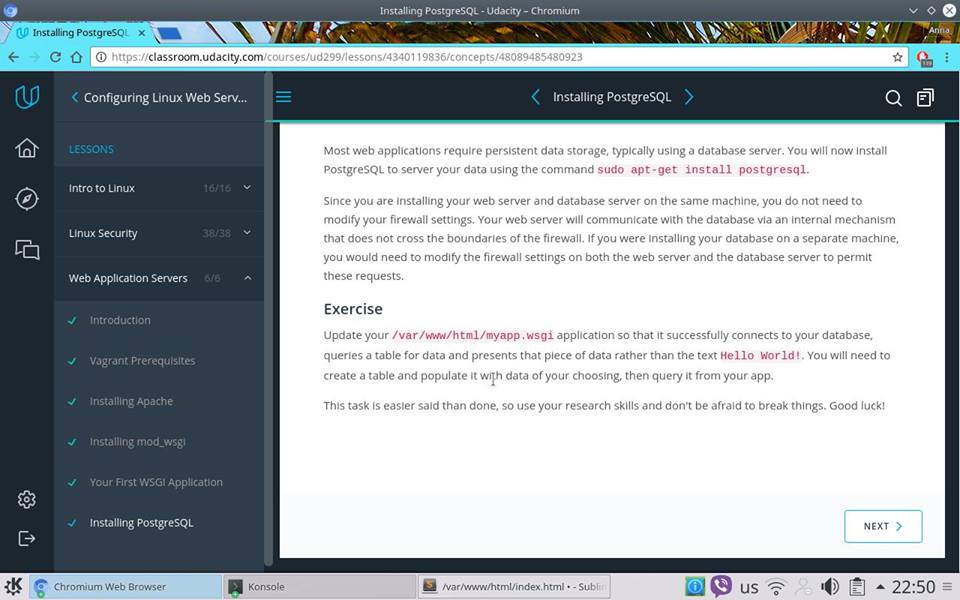 Installing PostgreSQL - Udacity – Chromium
Installing PostgreSQL
Anna
https://classroom.udacity.com/courses/ud299/lessons/4340119836/concepts/48089485480923
Configuring Linux Web Serv...
Installing PostgreSQL
LESSONS
Intro to Linux 16/16
Linux Security 38/38
Web Application Servers 6/6
Introduction
Vagrant Prerequisites
Installing Apache
Installing mod_wsgi
Your First WSGI Application
Installing PostgreSQL
Most web applications require persistent data storage, typically using a database server. You will now install
PostgreSQL to server your data using the command sudo apt-get install postgresql.
Since you are installing your web server and database server on the same machine, you do not need to
modify your firewall settings. Your web server will communicate with the database via an internal mechanism
that does not cross the boundaries of the firewall. If you were installing your database on a separate machine,
you would need to modify the firewall settings on both the web server and the database server to permit
these requests.
Exercise
Update your /var/www/html/myapp.wsgi application so that it successfully connects to your database,
queries a table for data and presents that piece of data rather than the text Hello World!. You will need to
create a table and populate it with data of your choosing, then query it from your app.
This task is easier said than done, so use your research skills and don't be afraid to break things. Good luck!
NEXT
Chromium Web Browser
Konsole
/var/www/html/index.html • - Subli
us
22:50